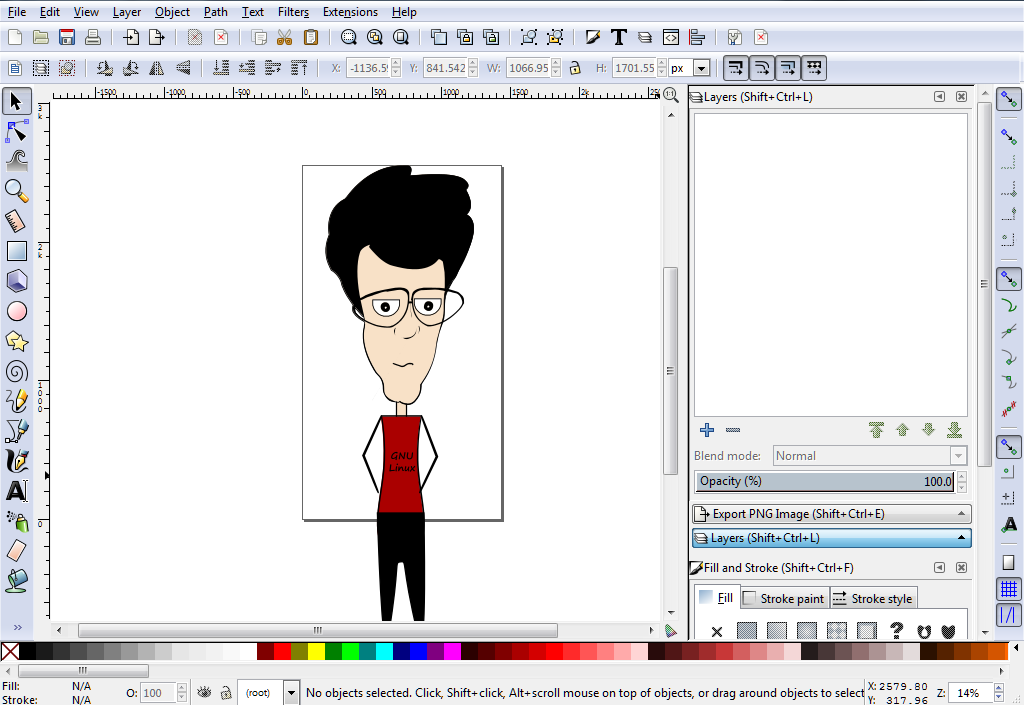 File Edit View Layer Object Path Text Filters Extensions Help
X: -1136.5 Y: 841.542 W: 1066.95 H: 1701.55 px
-1500 -1000 -500 0 500 1000 1500 2k
1:1
Layers (Shift+Ctrl+L)
GNU
Linux
Blend mode: Normal
Opacity (%) 100.0
Export PNG Image (Shift+Ctrl+E)
Layers (Shift+Ctrl+L)
Fill and Stroke (Shift+Ctrl+F)
Fill Stroke paint Stroke style
?
Fill: N/A O: 100 (root) No objects selected. Click, Shift+click, Alt+scroll mouse on top of objects, or drag around objects to select X: 2579.80 Z: 14%
Stroke: N/A Y: 317.96